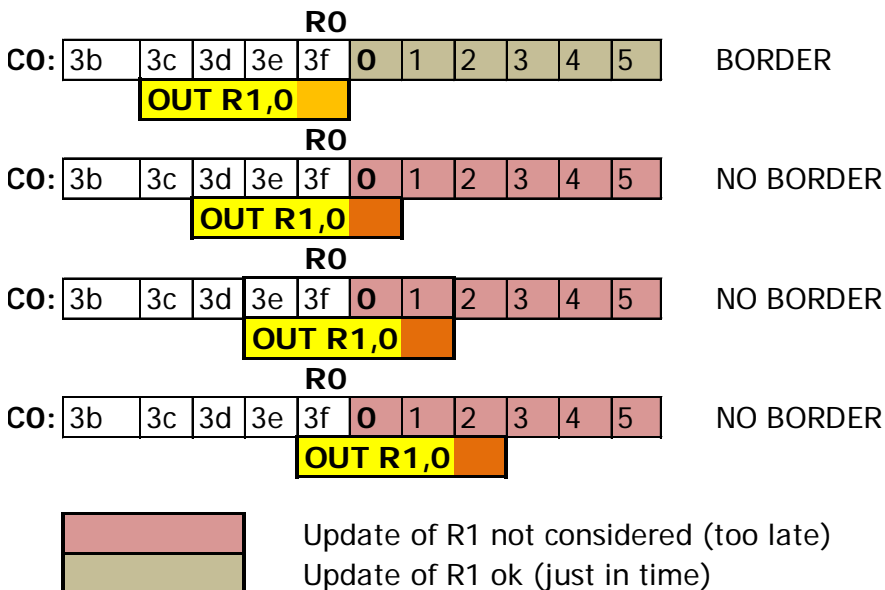 R0
C0: 3b 3c 3d 3e 3f 0 1 2 3 4 5 BORDER
OUT R1,0
R0
C0: 3b 3c 3d 3e 3f 0 1 2 3 4 5 NO BORDER
OUT R1,0
R0
C0: 3b 3c 3d 3e 3f 0 1 2 3 4 5 NO BORDER
OUT R1,0
R0
C0: 3b 3c 3d 3e 3f 0 1 2 3 4 5 NO BORDER
OUT R1,0
Update of R1 not considered (too late)
Update of R1 ok (just in time)